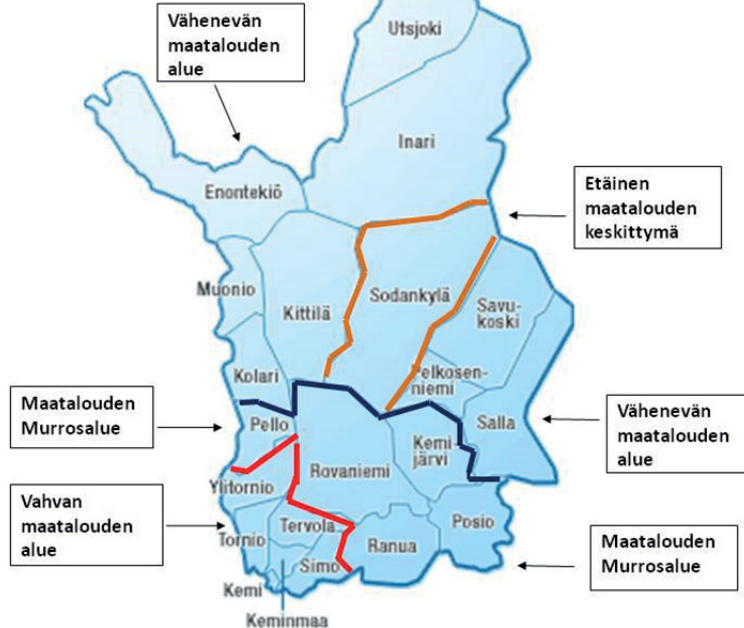 Vähenevän
maatalouden
alue
Utsjoki
Inari
Enontekiö
Etäinen
maatalouden
keskittymä
Muonio
Kittilä
Sodankylä
Savu-
koski
Kolari
Pelkosen-
niemi
Maatalouden
Murrosalue
Pello
Salla
Vähenevän
maatalouden
alue
Kemi-
järvi
Rovaniemi
Ylitornio
Vahvan
maatalouden
alue
Tornio
Tervola
Ranua
Posio
Simo
Maatalouden
Murrosalue
Kemi
Keminmaa